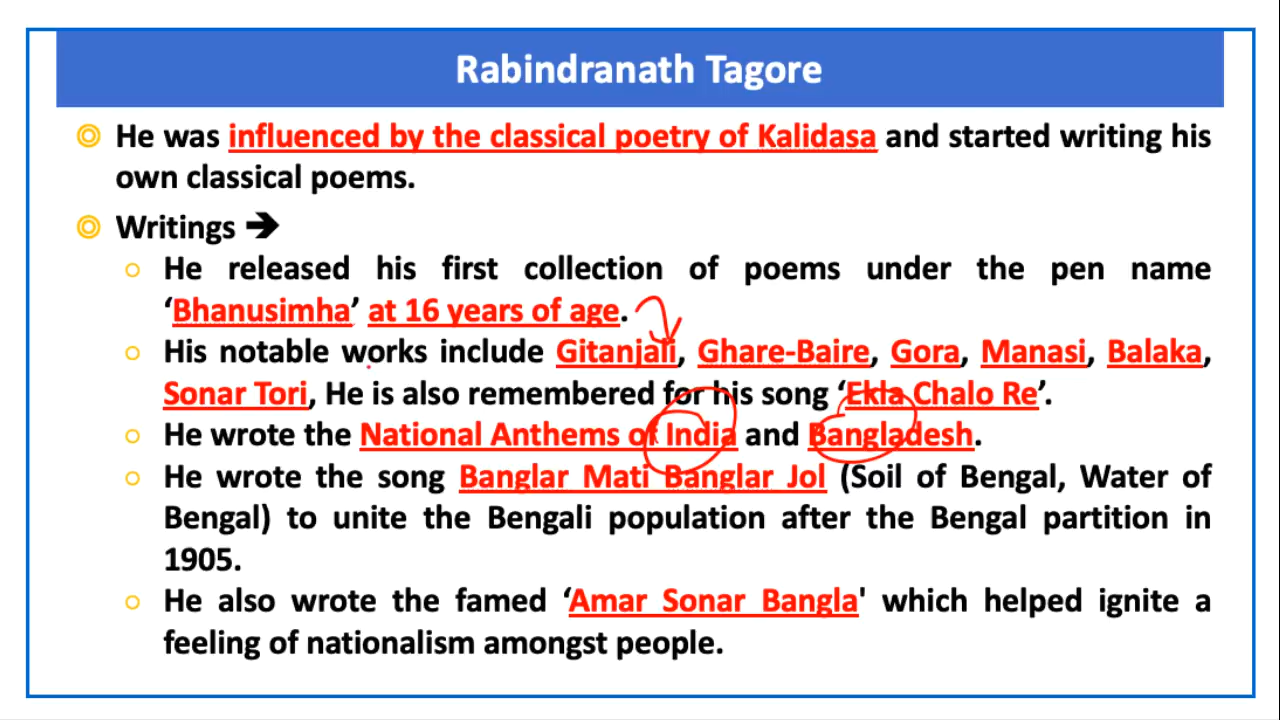 Rabindranath Tagore
He was influenced by the classical poetry of Kalidasa and started writing his
own classical poems.
Writings ➔
He released his first collection of poems under the pen name
‘Bhanusimha’ at 16 years of age.
His notable works include Gitanjali, Ghare-Baire, Gora, Manasi, Balaka,
Sonar Tori, He is also remembered for his song ‘Ekla Chalo Re’.
He wrote the National Anthems of India and Bangladesh.
He wrote the song Banglar Mati Banglar Jol (Soil of Bengal, Water of
Bengal) to unite the Bengali population after the Bengal partition in
1905.
He also wrote the famed ‘Amar Sonar Bangla' which helped ignite a
feeling of nationalism amongst people.